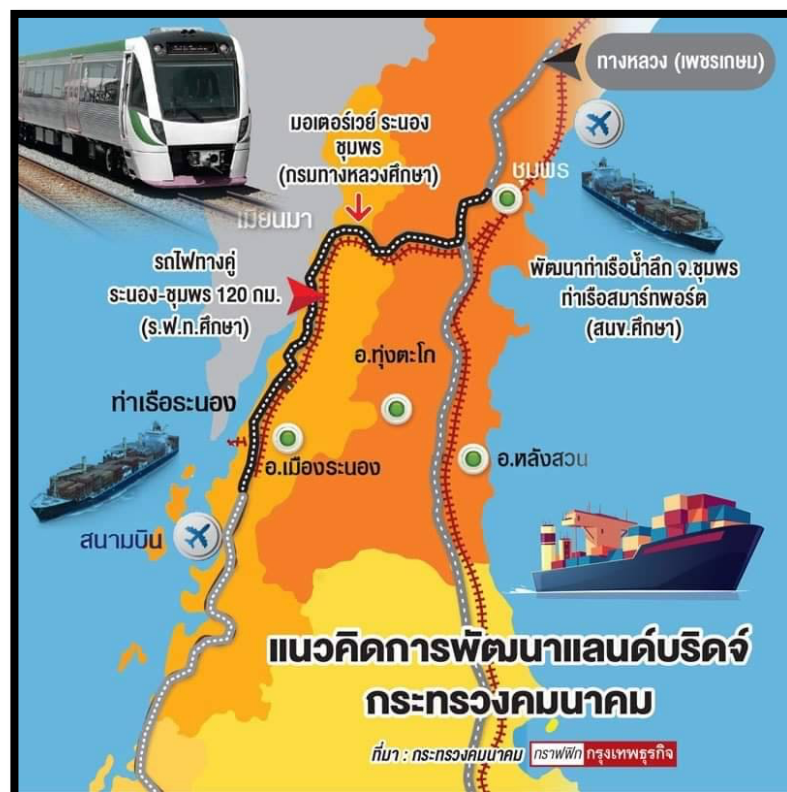 ทางหลวง (เพชรเกษม)
มอเตอร์เวย์ ระนอง
ชุมพร
(กรมทางหลวงศึกษา)
ชุมพร
เมียนมา
รถไฟทางคู่
ระนอง-ชุมพร 120 กม.
(ร.ฟ.ท.ศึกษา)
พัฒนาท่าเรือน้ำลึก จ.ชุมพร
ท่าเรือสมาร์ทพอร์ต
(สนข.ศึกษา)
อ.ทุ่งตะโก
ท่าเรือระนอง
อ.เมืองระนอง
อ.หลังสวน
สนามบิน
แนวคิดการพัฒนาแลนด์บริดจ์
กระทรวงคมนาคม
ที่มา : กระทรวงคมนาคม กราฟฟิก กรุงเทพธุรกิจ